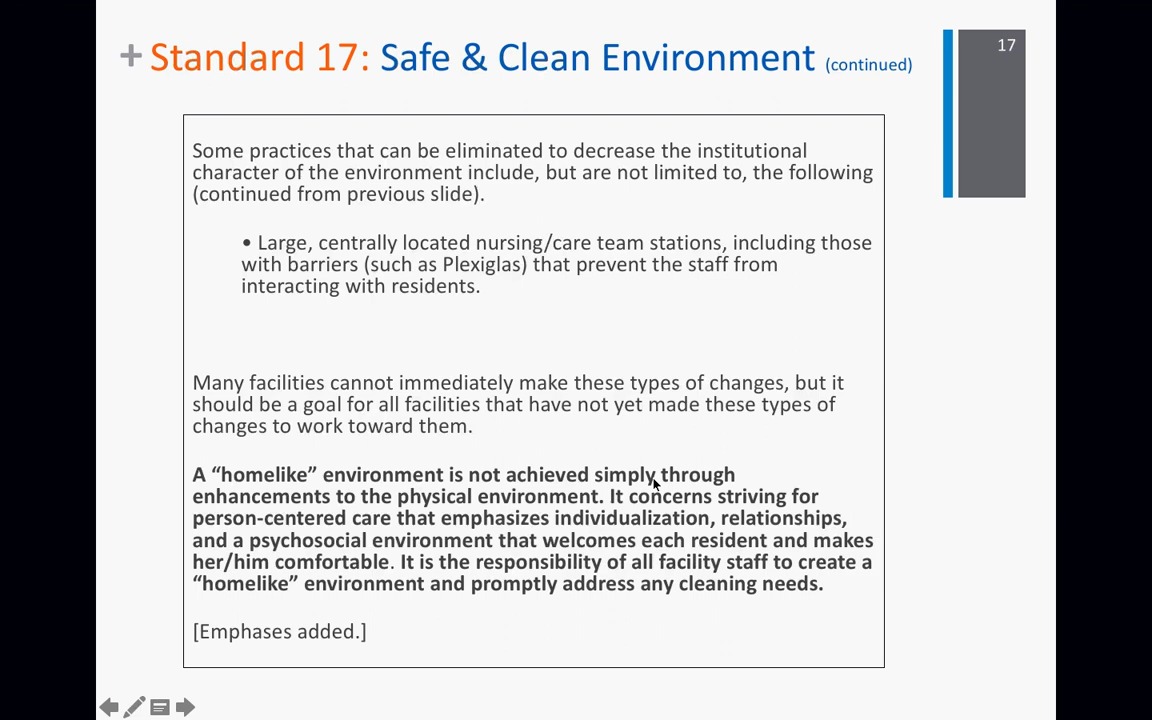 + Standard 17: Safe & Clean Environment (continued)
17
Some practices that can be eliminated to decrease the institutional
character of the environment include, but are not limited to, the following
(continued from previous slide).
• Large, centrally located nursing/care team stations, including those
with barriers (such as Plexiglas) that prevent the staff from
interacting with residents.
Many facilities cannot immediately make these types of changes, but it
should be a goal for all facilities that have not yet made these types of
changes to work toward them.
A “homelike” environment is not achieved simply through
enhancements to the physical environment. It concerns striving for
person-centered care that emphasizes individualization, relationships,
and a psychosocial environment that welcomes each resident and makes
her/him comfortable. It is the responsibility of all facility staff to create a
“homelike” environment and promptly address any cleaning needs.
[Emphases added.]